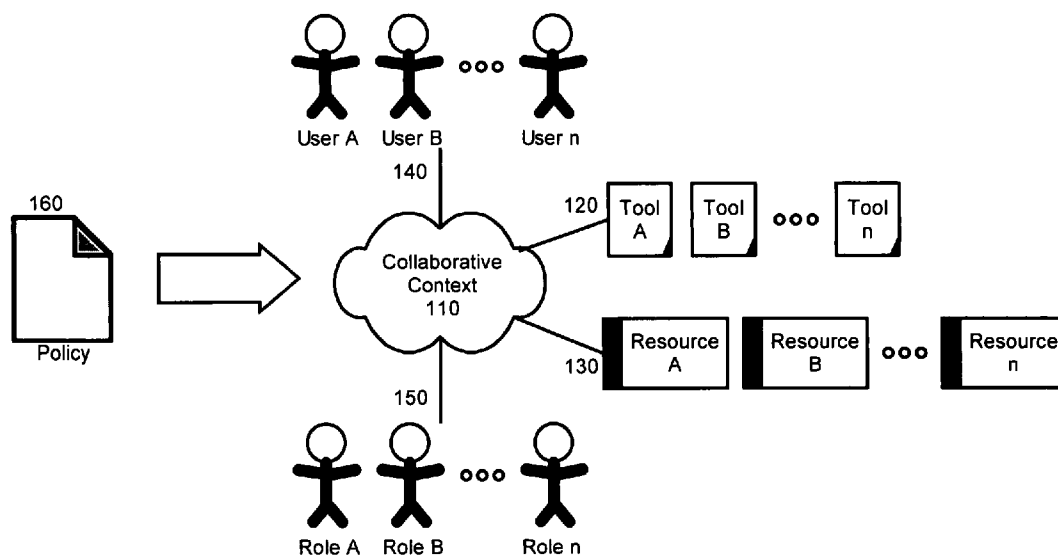 User A User B User n
140
160
120
Tool A
Tool B
Tool n
Collaborative
Context
110
Policy
130
Resource A
Resource B
Resource n
150
Role A Role B Role n